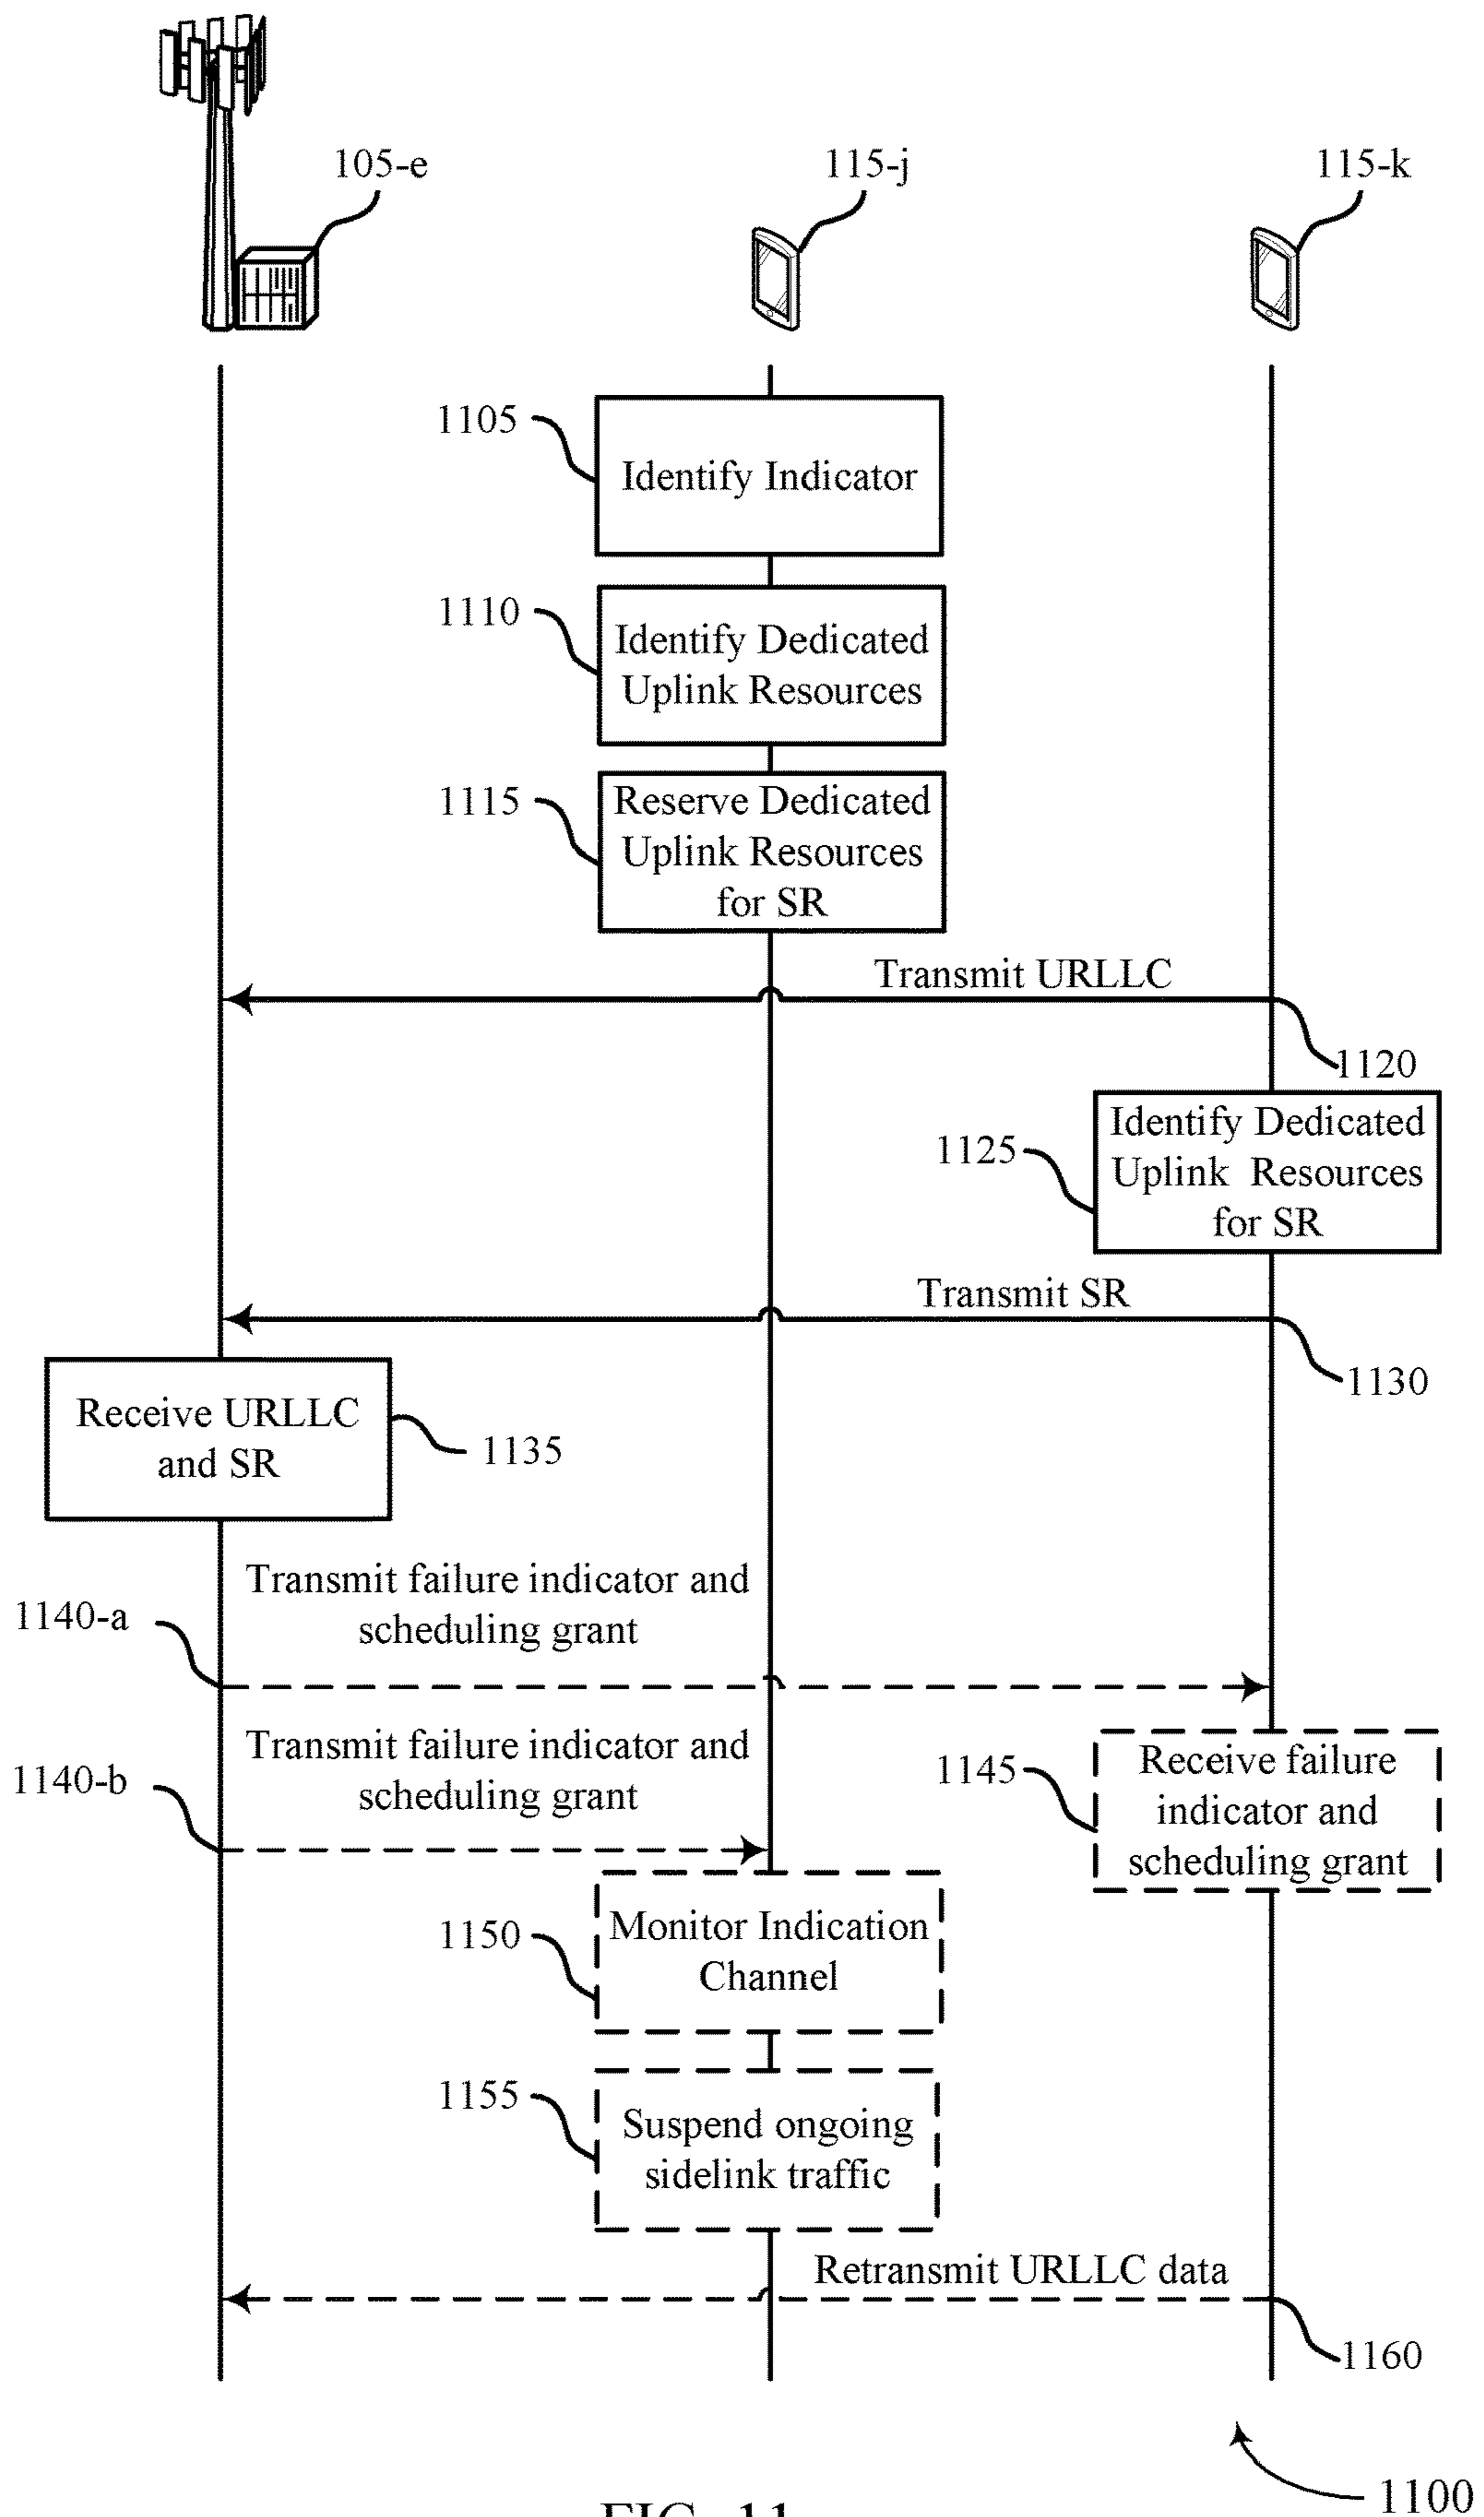 105-e
115-j
115-k
1105
Identify Indicator
1110
Identify Dedicated
Uplink Resources
1115
Reserve Dedicated
Uplink Resources
for SR
Transmit URLLC
1120
1125
Identify Dedicated
Uplink Resources
for SR
Transmit SR
1130
Receive URLLC
and SR
1135
Transmit failure indicator and
scheduling grant
1140-a
Transmit failure indicator and
scheduling grant
1140-b
1145
Receive failure
indicator and
scheduling grant
1150
Monitor Indication
Channel
1155
Suspend ongoing
sidelink traffic
Retransmit URLLC data
1160
1100
FIG. 11